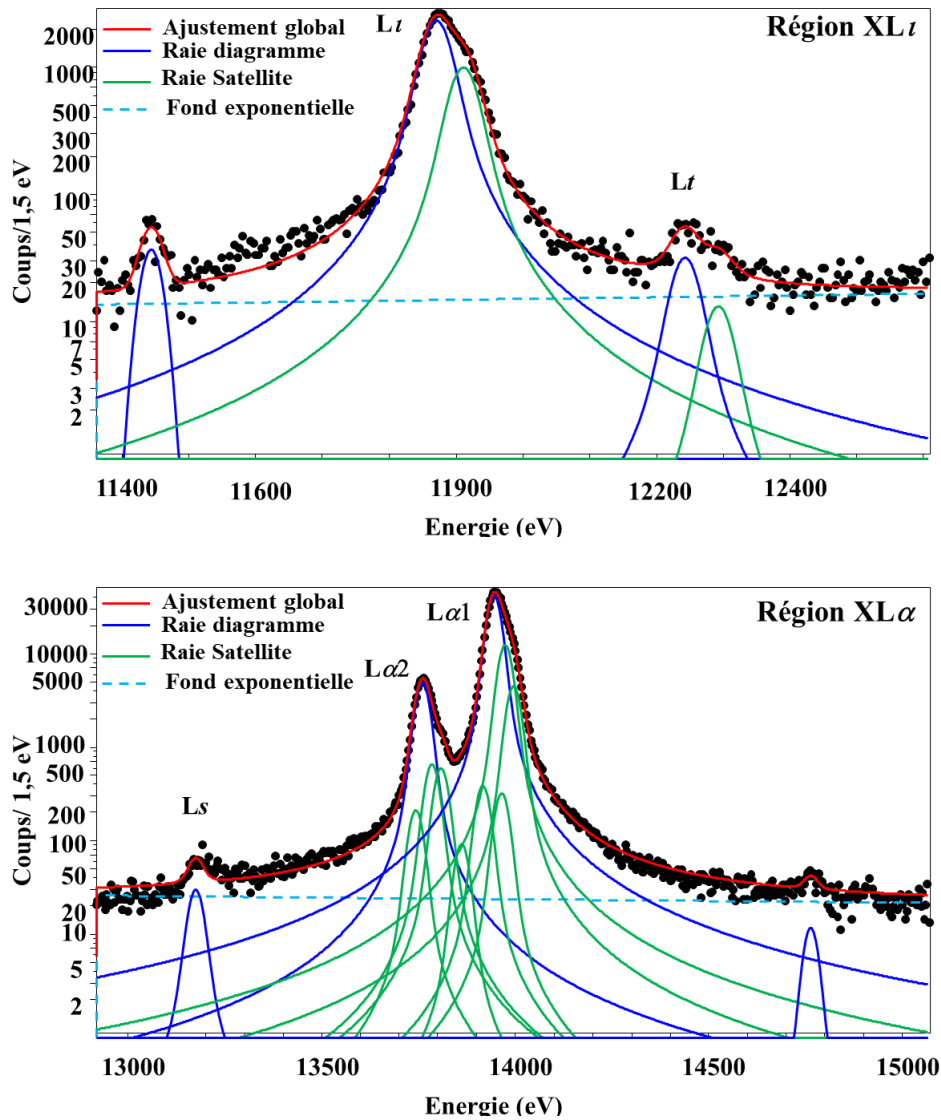 Ajustement global
Raie diagramme
Raie Satellite
Fond exponentielle
Lι
Région XLι
Lt
2000
1000
500
300
200
100
50
30
20
10
7
5
3
2
Coups/1,5 eV
11400
11600
11900
12200
12400
Energie (eV)
Ajustement global
Raie diagramme
Raie Satellite
Fond exponentielle
Lα1
Région XLα
Lα2
Ls
30000
10000
5000
1000
500
200
100
50
20
10
5
2
Coups/ 1,5 eV
13000
13500
14000
14500
15000
Energie (eV)